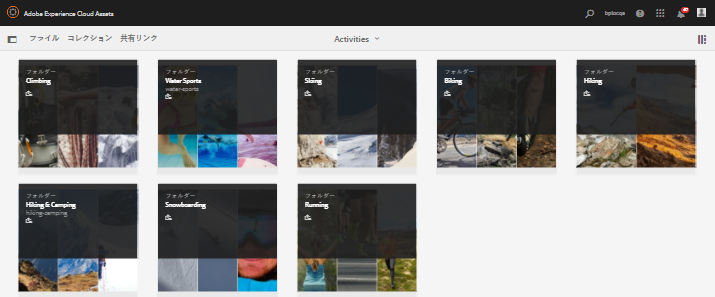 Adobe Experience Cloud Assets
bplocqe
ファイル コレクション 共有リンク
Activities
フォルダー
Climbing
フォルダー
Water Sports
water-sports
フォルダー
Skiing
フォルダー
Biking
フォルダー
Hiking
フォルダー
Hiking & Camping
hiking-camping
フォルダー
Snowboarding
フォルダー
Running